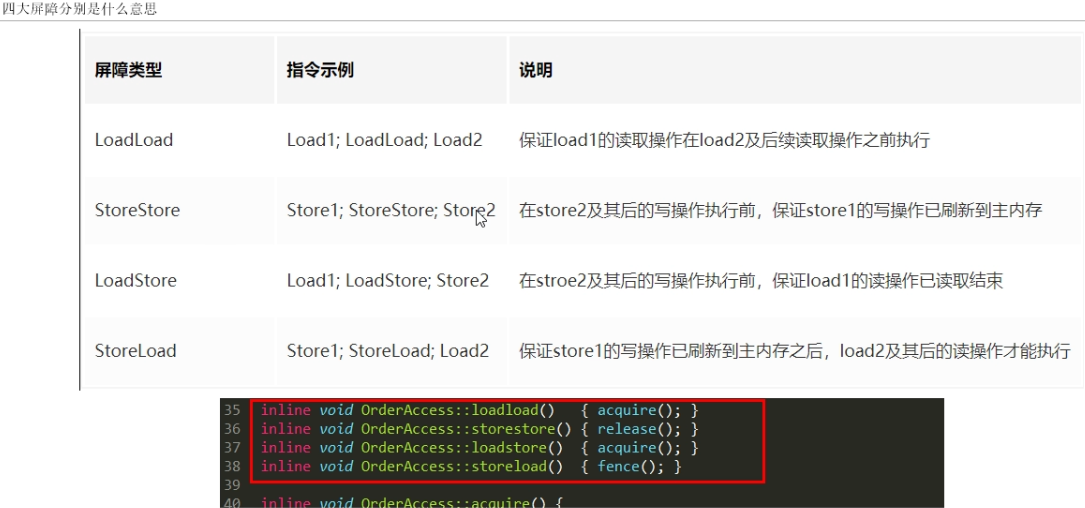 四大屏障分别是什么意思
屏障类型 指令示例 说明
LoadLoad Load1; LoadLoad; Load2 保证load1的读取操作在load2及后续读取操作之前执行
StoreStore Store1; StoreStore; Store2 在store2及其后的写操作执行前，保证store1的写操作已刷新到主内存
LoadStore Load1; LoadStore; Store2 在stroe2及其后的写操作执行前，保证load1的读操作已读取结束
StoreLoad Store1; StoreLoad; Load2 保证store1的写操作已刷新到主内存之后，load2及其后的读操作才能执行
35 inline void OrderAccess::loadload() { acquire(); }
36 inline void OrderAccess::storestore() { release(); }
37 inline void OrderAccess::loadstore() { acquire(); }
38 inline void OrderAccess::storeload() { fence(); }
39
40 inline void OrderAccess::acquire() {